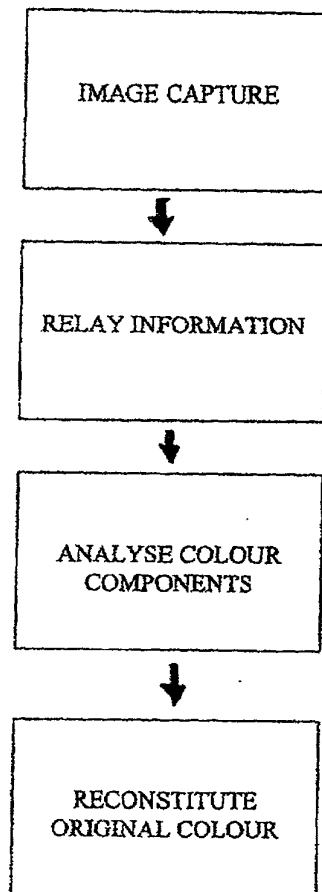 IMAGE CAPTURE
RELAY INFORMATION
ANALYSE COLOUR
COMPONENTS
RECONSTITUTE
ORIGINAL COLOUR